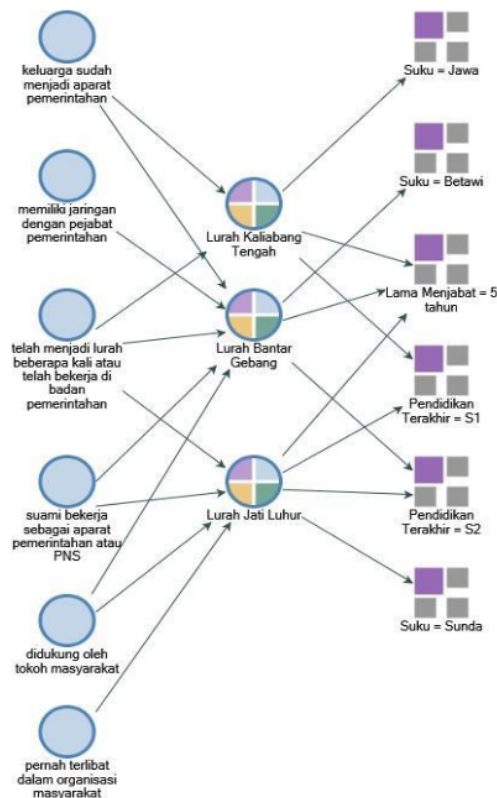 keluarga sudah
menjadi aparat
pemerintahan
memiliki jaringan
dengan pejabat
pemerintahan
telah menjadi lurah
beberapa kali atau
telah bekerja di
badan
pemerintahan
suami bekerja
sebagai aparat
pemerintahan atau
PNS
didukung oleh
tokoh masyarakat
pernah terlibat
dalam organisasi
masyarakat
Lurah Kaliabang
Tengah
Lurah Bantar
Gebang
Lurah Jati Luhur
Suku = Jawa
Suku = Betawi
Lama Menjabat = 5
tahun
Pendidikan
Terakhir = S1
Pendidikan
Terakhir = S2
Suku = Sunda